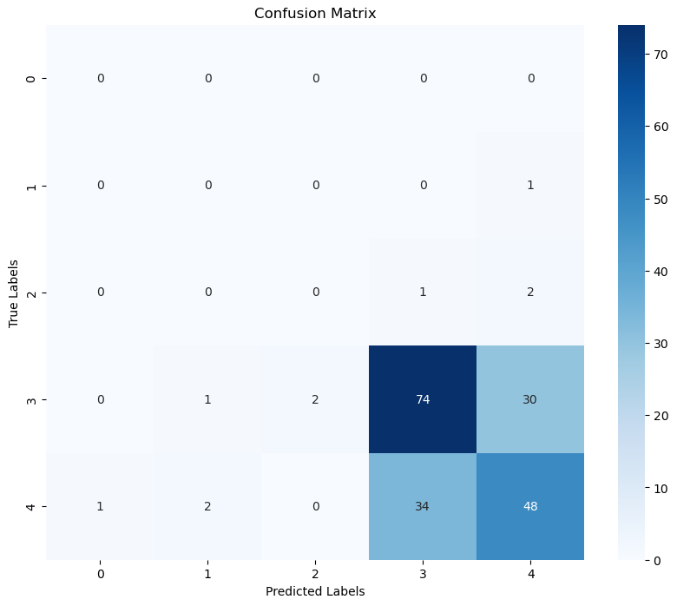 Confusion Matrix
True Labels
0 0 0 0 0 0
1 0 0 0 0 1
2 0 0 0 1 2
3 0 1 2 74 30
4 1 2 0 34 48
0 1 2 3 4
Predicted Labels
70
60
50
40
30
20
10
0